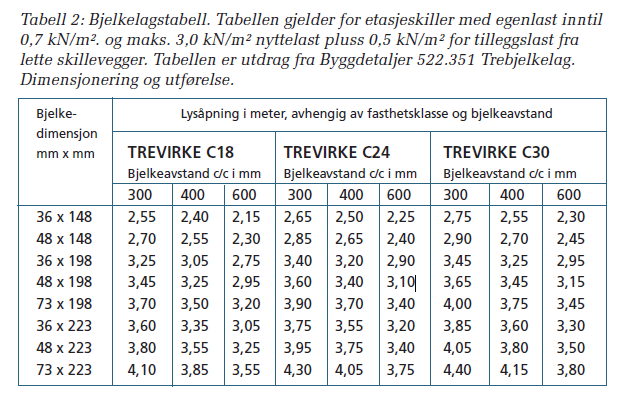 Tabell 2: Bjelkelagstabell. Tabellen gjelder for etasjeskiller med egenlast inntil
0,7 kN/m². og maks. 3,0 kN/m² nyttelast pluss 0,5 kN/m² for tilleggslast fra
lette skillevegger. Tabellen er utdrag fra Byggdetaljer 522.351 Trebjelkelag.
Dimensjonering og utførelse.
Bjelke- Lysåpning i meter, avhengig av fasthetsklasse og bjelkeavstand
dimensjon
mm x mm TREVIRKE C18 TREVIRKE C24 TREVIRKE C30
Bjelkeavstand c/c i mm Bjelkeavstand c/c i mm Bjelkeavstand c/c i mm
300 400 600 300 400 600 300 400 600
36 x 148 2,55 2,40 2,15 2,65 2,50 2,25 2,75 2,55 2,30
48 x 148 2,70 2,55 2,30 2,85 2,65 2,40 2,90 2,70 2,45
36 x 198 3,25 3,05 2,75 3,40 3,20 2,90 3,45 3,25 2,95
48 x 198 3,45 3,25 2,95 3,60 3,40 3,10 3,65 3,45 3,15
73 x 198 3,70 3,50 3,20 3,90 3,70 3,40 4,00 3,75 3,45
36 x 223 3,60 3,35 3,05 3,75 3,55 3,20 3,85 3,60 3,30
48 x 223 3,80 3,55 3,25 3,95 3,75 3,40 4,05 3,80 3,50
73 x 223 4,10 3,85 3,55 4,30 4,05 3,75 4,40 4,15 3,80